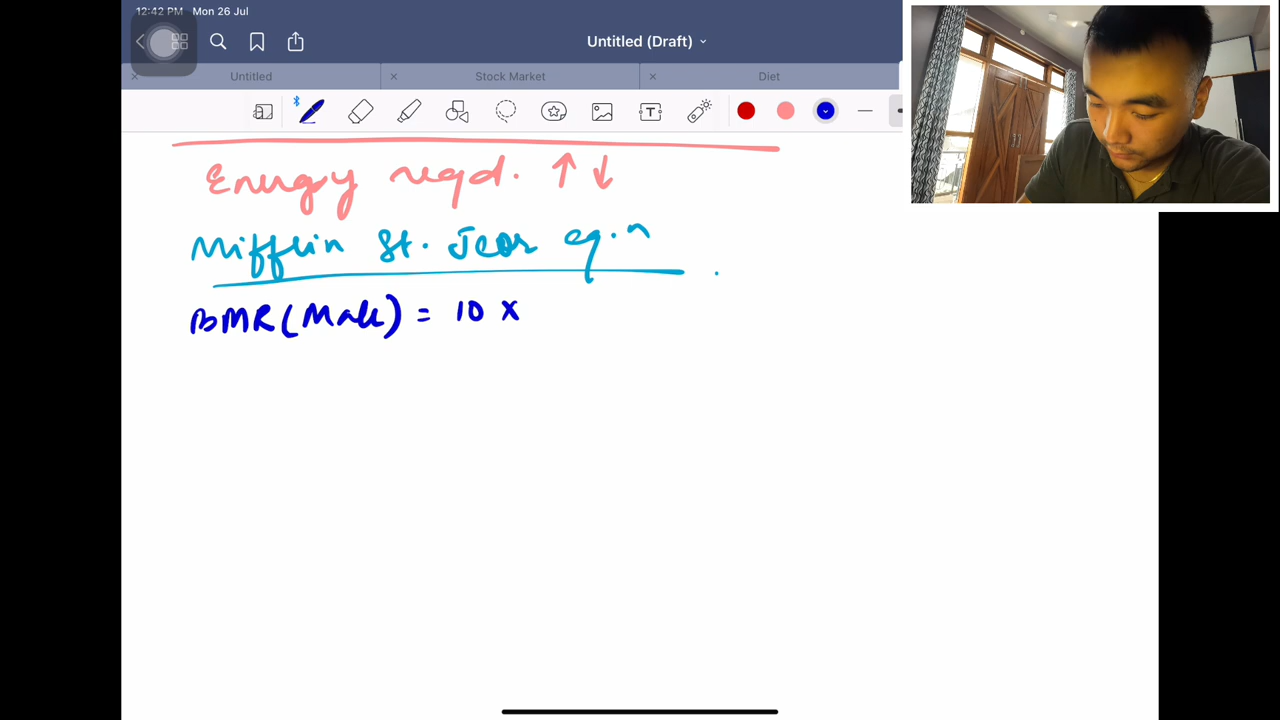 12:42 PM Mon 26 Jul
Untitled (Draft)
Untitled
Stock Market
Diet
Energy reqd. ↑ ↓
Mifflin St. Jeor eq.n
BMR (Male) = 10 x